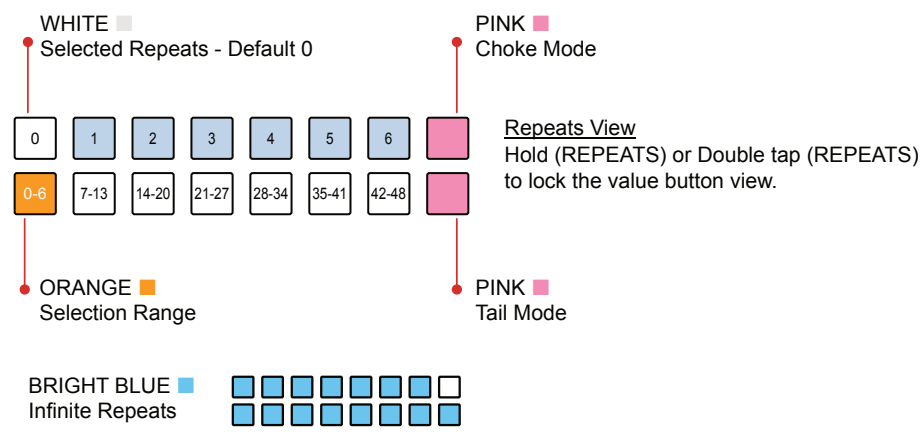 WHITE
Selected Repeats - Default 0
PINK
Choke Mode
0 1 2 3 4 5 6
0-6 7-13 14-20 21-27 28-34 35-41 42-48
Repeats View
Hold (REPEATS) or Double tap (REPEATS)
to lock the value button view.
ORANGE
Selection Range
PINK
Tail Mode
BRIGHT BLUE
Infinite Repeats